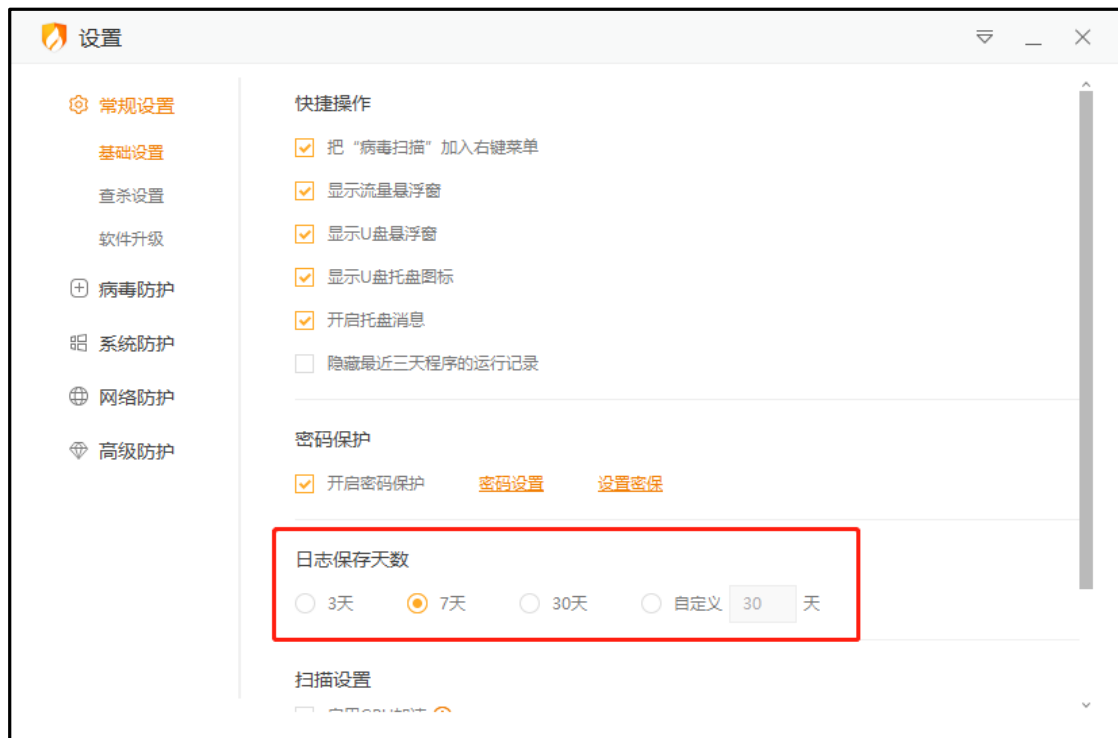 设置
常规设置
基础设置
查杀设置
软件升级
病毒防护
系统防护
网络防护
高级防护
快捷操作
把“病毒扫描”加入右键菜单
显示流量悬浮窗
显示U盘悬浮窗
显示U盘托盘图标
开启托盘消息
隐藏最近三天程序的运行记录
密码保护
开启密码保护 密码设置 设置密保
日志保存天数
3天 7天 30天 自定义 30 天
扫描设置